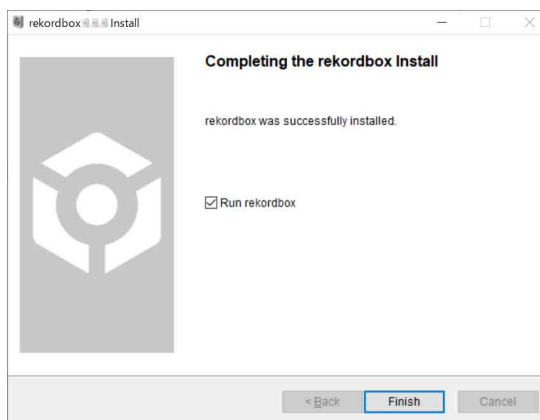 rekordbox Install
Completing the rekordbox Install
rekordbox was successfully installed.
Run rekordbox
< Back
Finish
Cancel